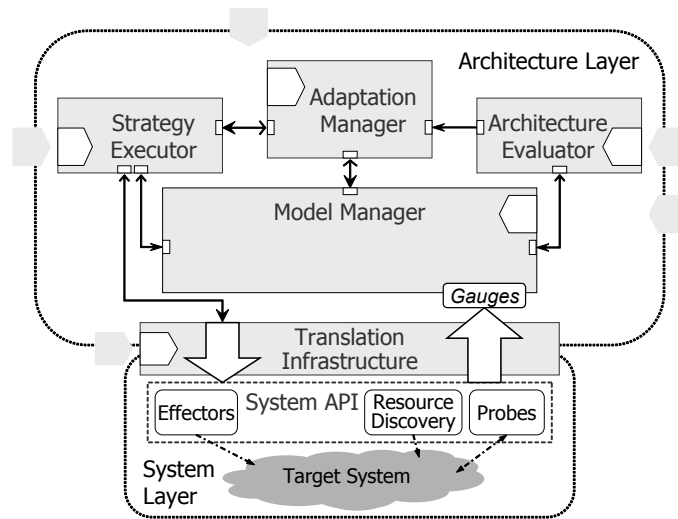 Architecture Layer
Adaptation
Manager
Strategy
Executor
Architecture
Evaluator
Model Manager
Gauges
Translation
Infrastructure
System API
Effectors
Resource
Discovery
Probes
System
Layer
Target System